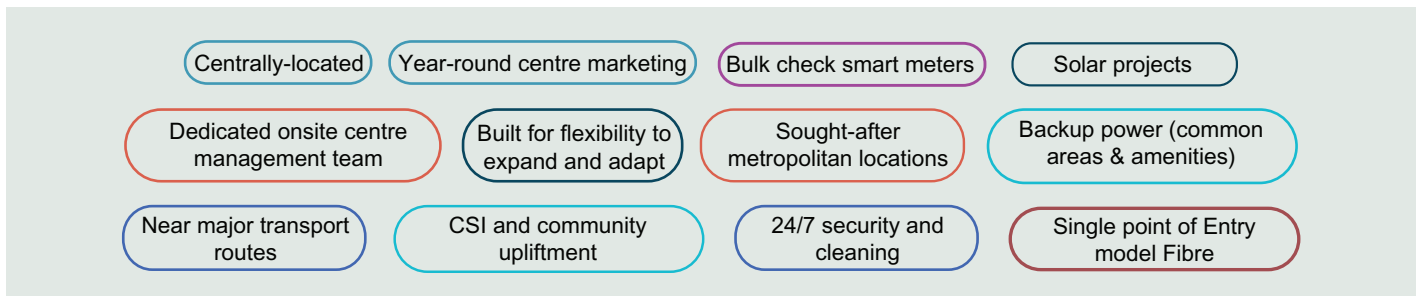 Centrally-located
Year-round centre marketing
Bulk check smart meters
Solar projects
Dedicated onsite centre
management team
Built for flexibility to
expand and adapt
Sought-after
metropolitan locations
Backup power (common
areas & amenities)
Near major transport
routes
CSI and community
upliftment
24/7 security and
cleaning
Single point of Entry
model Fibre